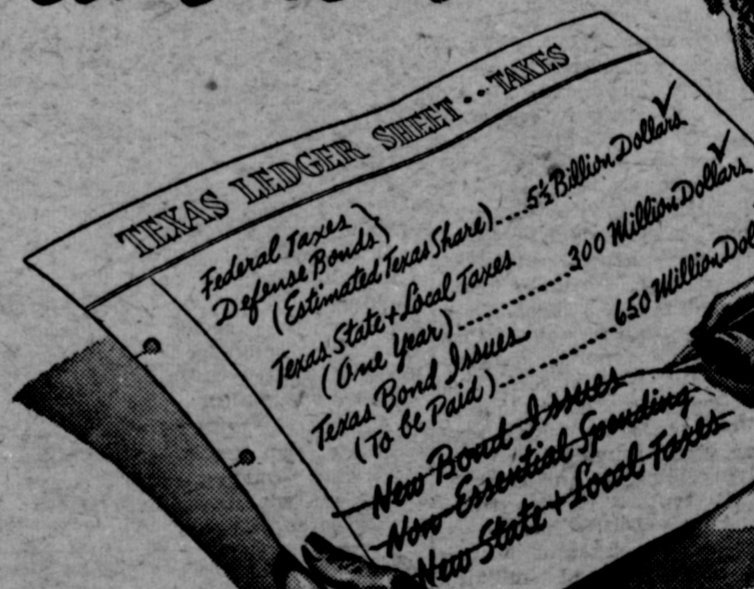 TEXAS LEDGER SHEET . . TAXES
Federal Taxes }
Defense Bonds }
(Estimated Texas Share) .... 5½ Billion Dollars ✓
Texas State + Local Taxes
(One Year) ............ 300 Million Dollars ✓
Texas Bond Issues
(To be Paid) ............ 650 Million
New Bond Issues
Non-Essential Spending
New State + Local Taxes